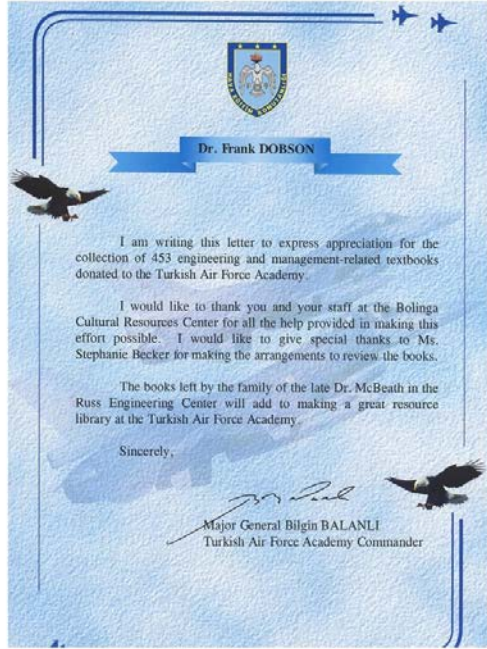 HAVA EĞİTİM KOMUTANLIĞI
Dr. Frank DOBSON
I am writing this letter to express appreciation for the
collection of 453 engineering and management-related textbooks
donated to the Turkish Air Force Academy.
I would like to thank you and your staff at the Bolinga
Cultural Resources Center for all the help provided in making this
effort possible. I would like to give special thanks to Ms.
Stephanie Becker for making the arrangements to review the books.
The books left by the family of the late Dr. McBeath in the
Russ Engineering Center will add to making a great resource
library at the Turkish Air Force Academy.
Sincerely,
Major General Bilgin BALANLI
Turkish Air Force Academy Commander